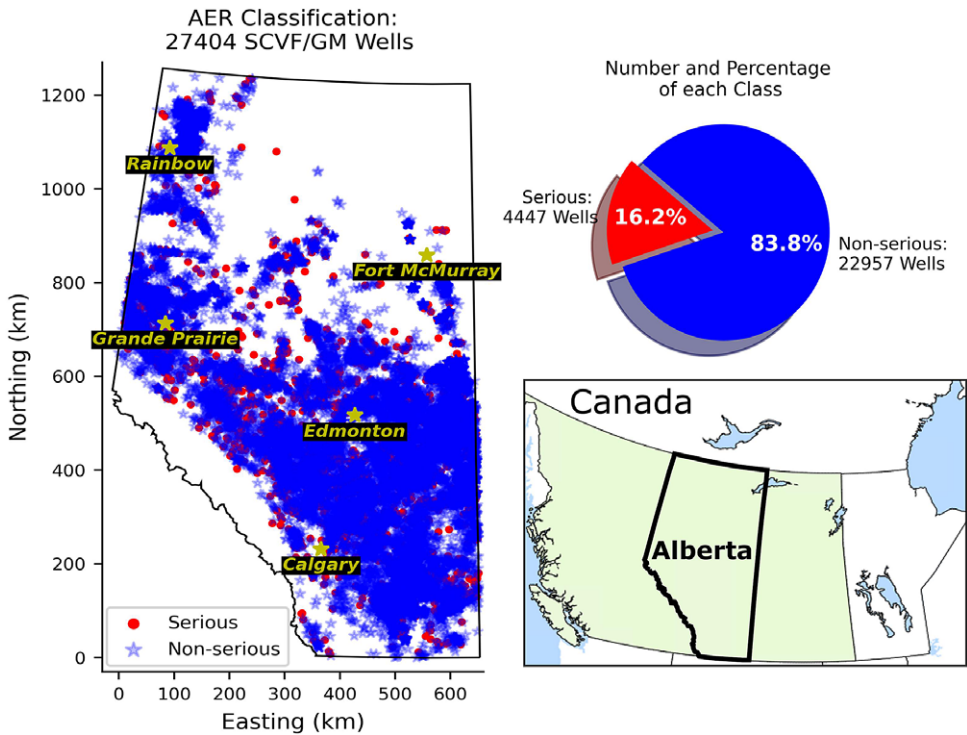 AER Classification:
27404 SCVF/GM Wells
Northing (km)
1200
1000
800
600
400
200
0
Rainbow
Fort McMurray
Grande Prairie
Edmonton
Calgary
Serious
Non-serious
0 100 200 300 400 500 600
Easting (km)
Number and Percentage
of each Class
Serious:
4447 Wells
16.2%
83.8%
Non-serious:
22957 Wells
Canada
Alberta